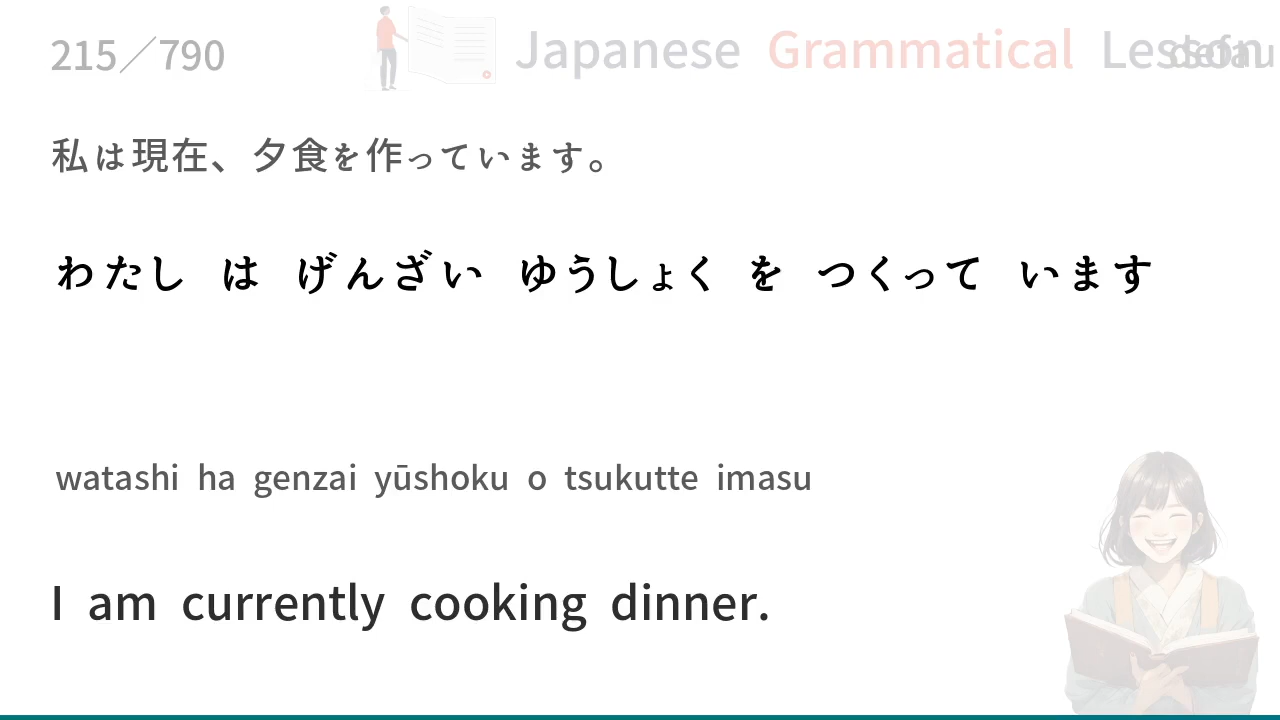 215／790
Japanese Grammatical Lesson
defau
私は現在、夕食を作っています。
わたし は げんざい ゆうしょく を つくって います
watashi ha genzai yūshoku o tsukutte imasu
I am currently cooking dinner.